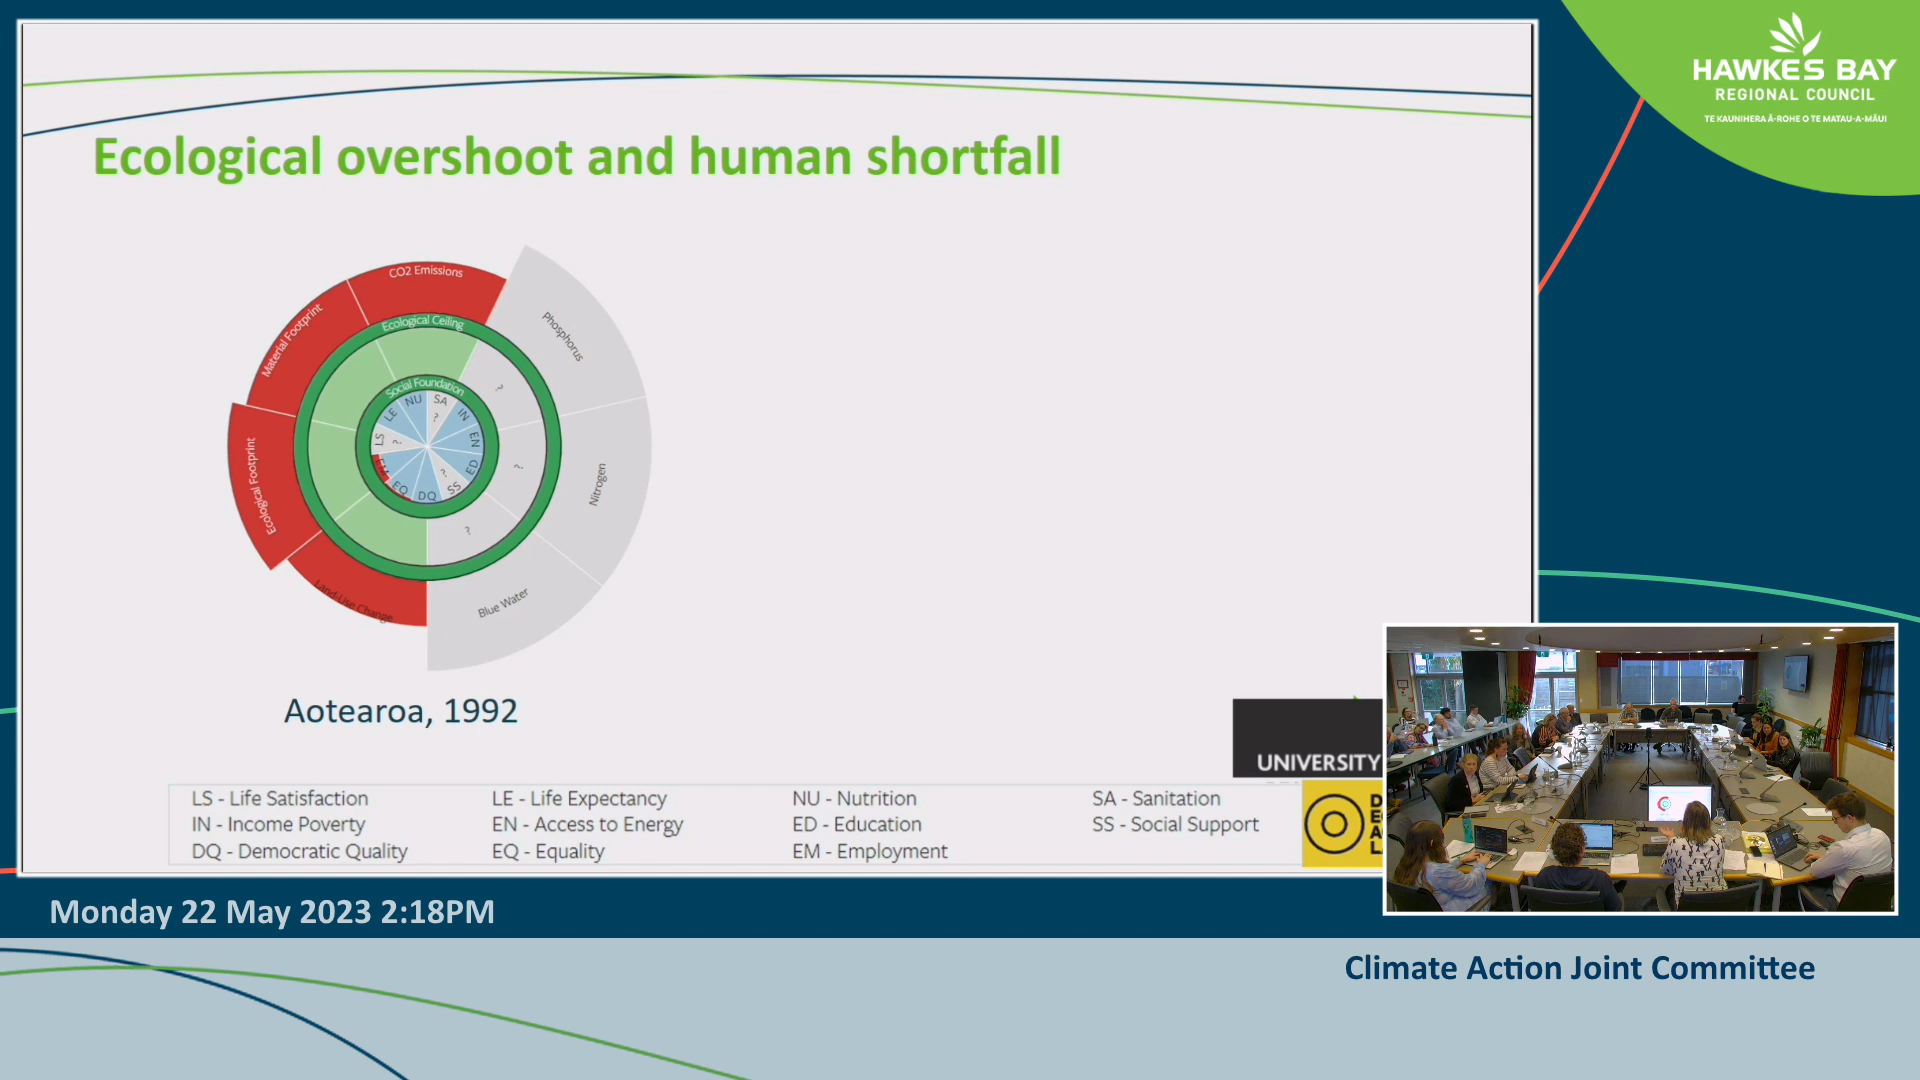 HAWKE'S BAY
REGIONAL COUNCIL
TE KAUNIHERA Ā-ROHE O TE MATAU-A-MĀUI
Ecological overshoot and human shortfall
CO2 Emissions
Phosphorus
Material Footprint
Ecological Ceiling
?
Social Foundation
LE
NU
SA
?
IN
LS
?
EN
?
Ecological Footprint
EM
?
ED
EQ
DQ
SS
Nitrogen
?
Land-Use Change
Blue Water
Aotearoa, 1992
UNIVERSITY
LS - Life Satisfaction
LE - Life Expectancy
NU - Nutrition
SA - Sanitation
IN - Income Poverty
EN - Access to Energy
ED - Education
SS - Social Support
DQ - Democratic Quality
EQ - Equality
EM - Employment
Monday 22 May 2023 2:18PM
Climate Action Joint Committee